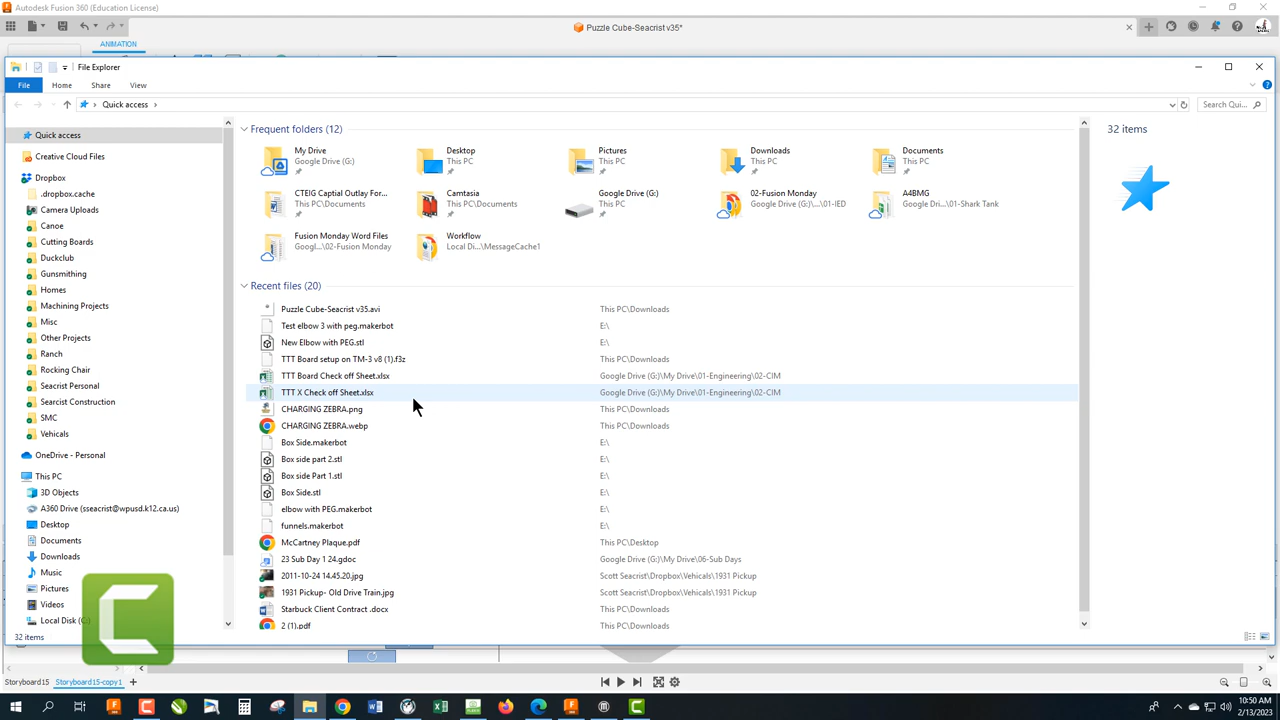 Autodesk Fusion 360 (Education License)
Puzzle Cube-Seacrist v35*
ANIMATION
File Explorer
File Home Share View
Quick access
Search Qui...
Quick access
Creative Cloud Files
Dropbox
.dropbox.cache
Camera Uploads
Canoe
Cutting Boards
Duckclub
Gunsmithing
Homes
Machining Projects
Misc
Other Projects
Ranch
Rocking Chair
Seacrist Personal
Seacrist Construction
SMC
Vehicals
OneDrive - Personal
This PC
3D Objects
A360 Drive (sseacrist@wpusd.k12.ca.us)
Desktop
Documents
Downloads
Music
Pictures
Videos
Local Disk (C:)
32 items
Frequent folders (12)
My Drive
Google Drive (G:)
Desktop
This PC
Pictures
This PC
Downloads
This PC
Documents
This PC
CTEIG Captial Outlay For...
This PC\Documents
Camtasia
This PC\Documents
Google Drive (G:)
This PC
02-Fusion Monday
Google Drive (G:)\...\01-IED
A4BMG
Google Dri...\01-Shark Tank
Fusion Monday Word Files
Googl...\02-Fusion Monday
Workflow
Local Di...\MessageCache1
Recent files (20)
Puzzle Cube-Seacrist v35.avi This PC\Downloads
Test elbow 3 with peg.makerbot E:\
New Elbow with PEG.stl E:\
TTT Board setup on TM-3 v8 (1).f3z This PC\Downloads
TTT Board Check off Sheet.xlsx Google Drive (G:)\My Drive\01-Engineering\02-CIM
TTT X Check off Sheet.xlsx Google Drive (G:)\My Drive\01-Engineering\02-CIM
CHARGING ZEBRA.png This PC\Downloads
CHARGING ZEBRA.webp This PC\Downloads
Box Side.makerbot E:\
Box side part 2.stl E:\
Box side Part 1.stl E:\
Box Side.stl E:\
elbow with PEG.makerbot E:\
funnels.makerbot E:\
McCartney Plaque.pdf This PC\Desktop
23 Sub Day 1 24.gdoc Google Drive (G:)\My Drive\06-Sub Days
2011-10-24 14.45.20.jpg Scott Seacrist\Dropbox\Vehicals\1931 Pickup
1931 Pickup- Old Drive Train.jpg Scott Seacrist\Dropbox\Vehicals\1931 Pickup
Starbuck Client Contract .docx This PC\Downloads
2 (1).pdf This PC\Downloads
32 items
Storyboard15 Storyboard15-copy1
10:50 AM
2/13/2023